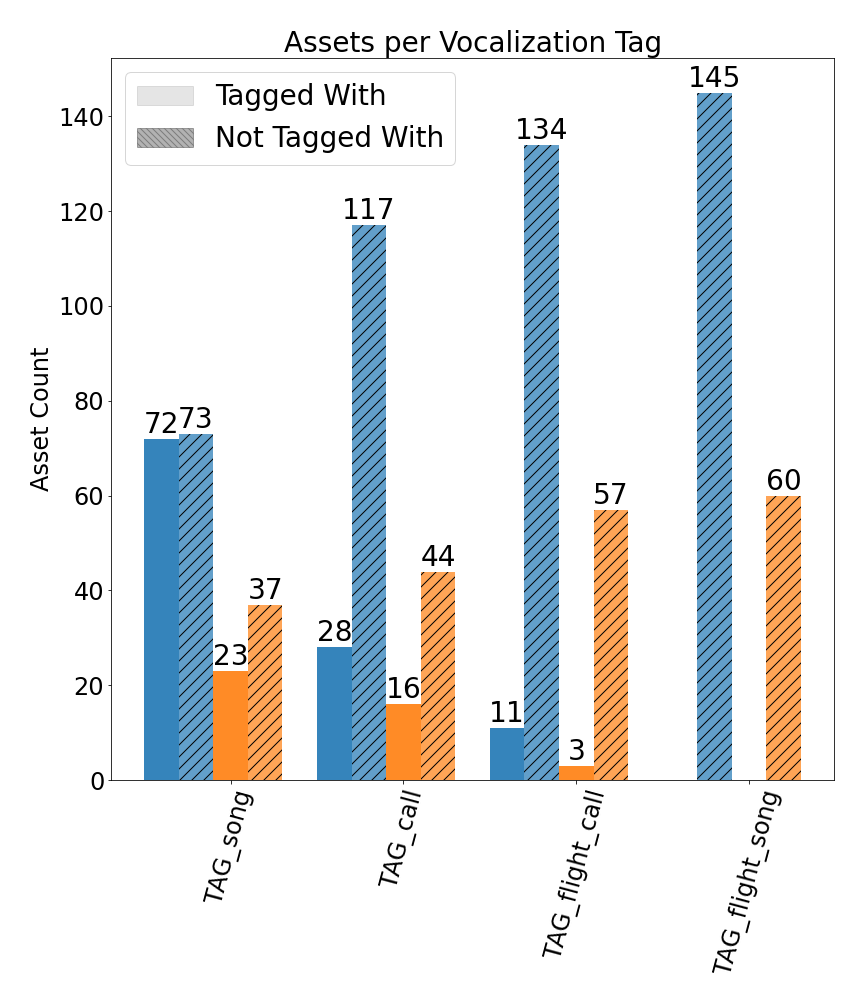 Assets per Vocalization Tag
Tagged With
Not Tagged With
Asset Count
140
120
100
80
60
40
20
0
72
73
23
37
28
117
16
44
11
134
3
57
145
60
TAG_song
TAG_call
TAG_flight_call
TAG_flight_song